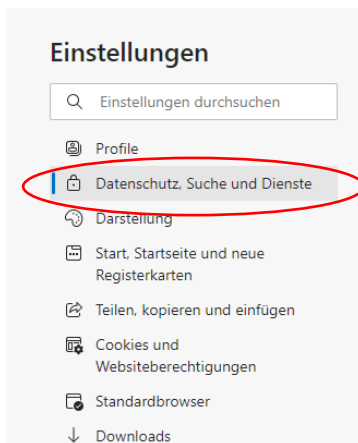 Einstellungen
Einstellungen durchsuchen
Profile
Datenschutz, Suche und Dienste
Darstellung
Start, Startseite und neue
Registerkarten
Teilen, kopieren und einfügen
Cookies und
Websiteberechtigungen
Standardbrowser
Downloads